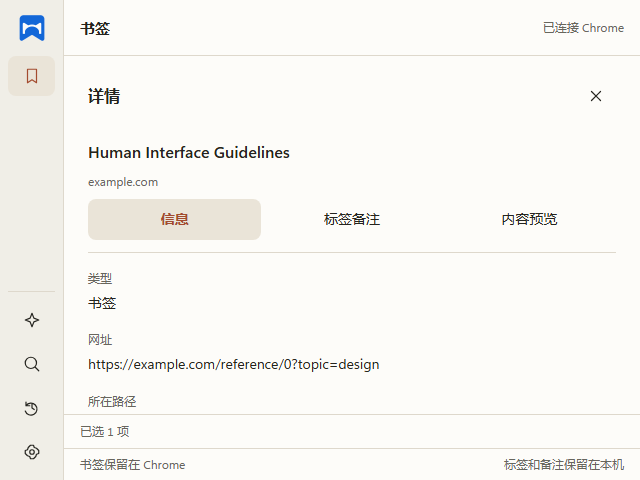 书签
已连接 Chrome
详情
Human Interface Guidelines
example.com
信息
标签备注
内容预览
类型
书签
网址
https://example.com/reference/0?topic=design
所在路径
已选 1 项
书签保留在 Chrome
标签和备注保留在本机